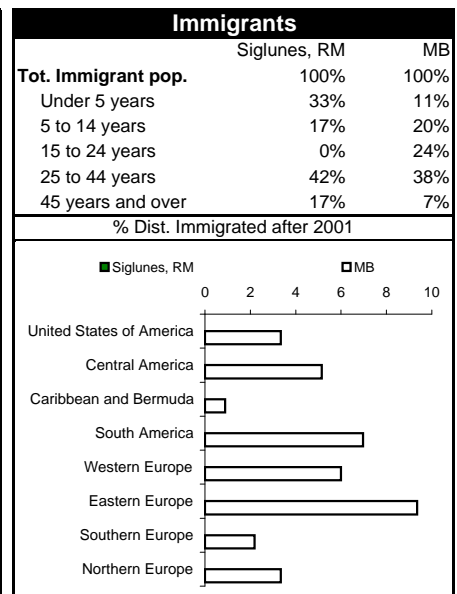 Immigrants
Siglunes, RM MB
Tot. Immigrant pop. 100% 100%
Under 5 years 33% 11%
5 to 14 years 17% 20%
15 to 24 years 0% 24%
25 to 44 years 42% 38%
45 years and over 17% 7%
% Dist. Immigrated after 2001
Siglunes, RM MB
0 2 4 6 8 10
United States of America
Central America
Caribbean and Bermuda
South America
Western Europe
Eastern Europe
Southern Europe
Northern Europe